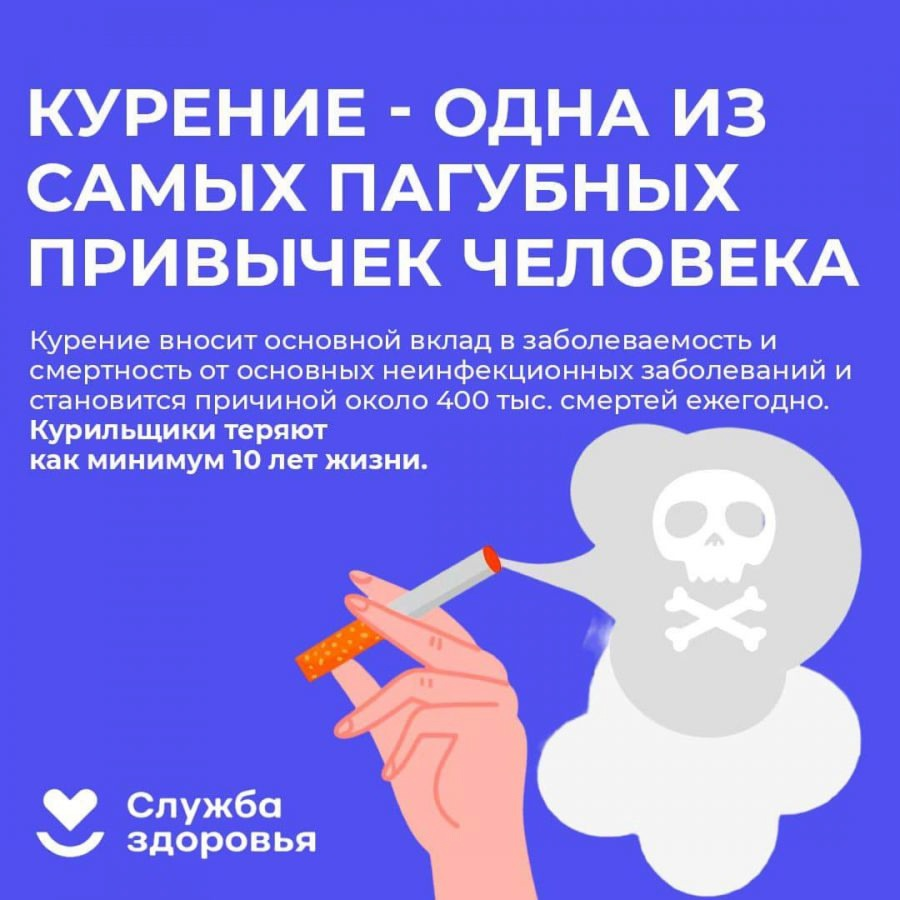 КУРЕНИЕ - ОДНА ИЗ
САМЫХ ПАГУБНЫХ
ПРИВЫЧЕК ЧЕЛОВЕКА
Курение вносит основной вклад в заболеваемость и
смертность от основных неинфекционных заболеваний и
становится причиной около 400 тыс. смертей ежегодно.
Курильщики теряют
как минимум 10 лет жизни.
Служба
здоровья